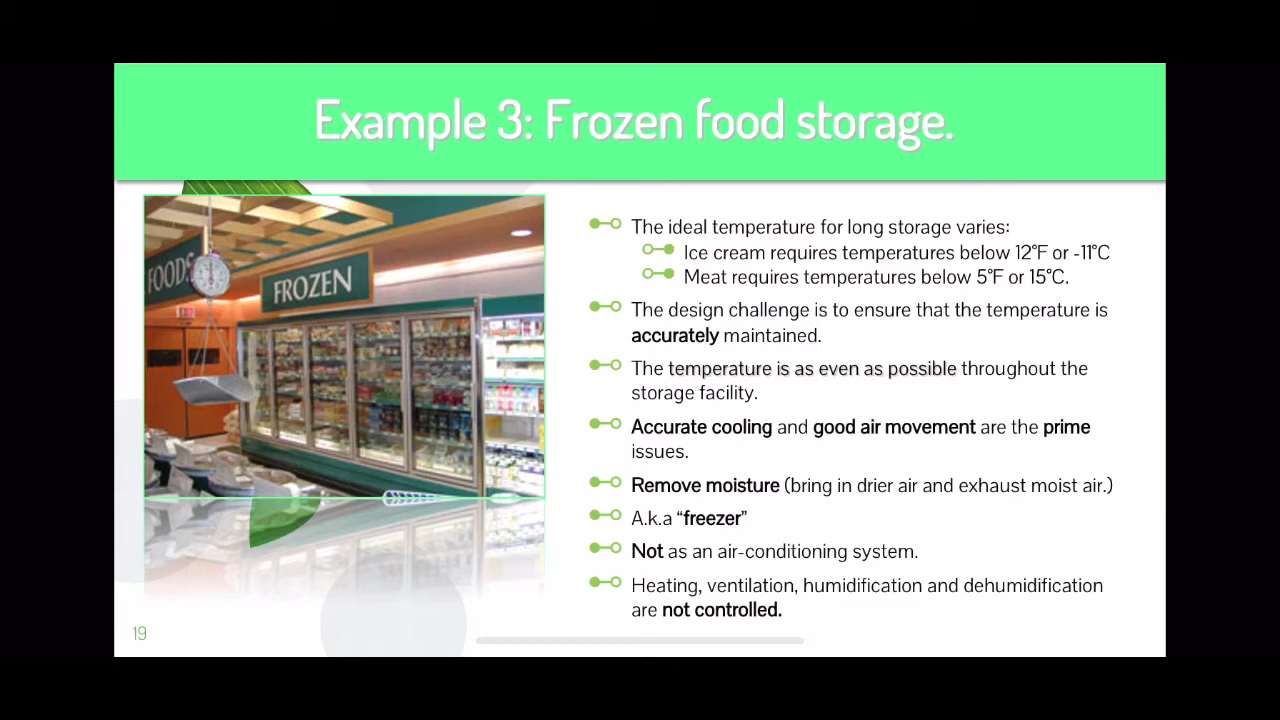 Example 3: Frozen food storage.
FOODS
FROZEN
The ideal temperature for long storage varies:
Ice cream requires temperatures below 12°F or -11°C
Meat requires temperatures below 5°F or 15°C.
The design challenge is to ensure that the temperature is
accurately maintained.
The temperature is as even as possible throughout the
storage facility.
Accurate cooling and good air movement are the prime
issues.
Remove moisture (bring in drier air and exhaust moist air.)
A.k.a “freezer”
Not as an air-conditioning system.
Heating, ventilation, humidification and dehumidification
are not controlled.
19